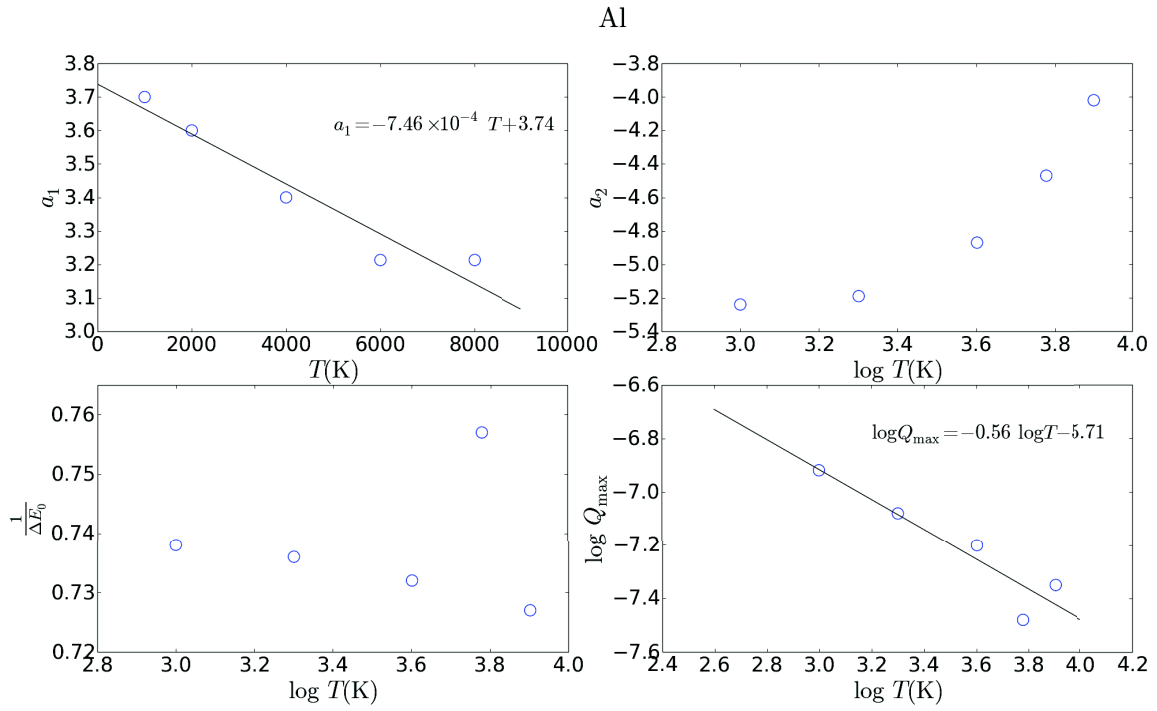 Al
3.8
3.7
3.6
3.5
3.4
3.3
3.2
3.1
3.0
a₁
a₁=−7.46×10⁻⁴ T+3.74
0 2000 4000 6000 8000 10000
T(K)
−3.8
−4.0
−4.2
−4.4
−4.6
−4.8
−5.0
−5.2
−5.4
a₂
2.8 3.0 3.2 3.4 3.6 3.8 4.0
log T(K)
0.76
0.75
0.74
0.73
0.72
1/ΔE₀
2.8 3.0 3.2 3.4 3.6 3.8 4.0
log T(K)
−6.6
−6.8
−7.0
−7.2
−7.4
−7.6
log Qmax
logQmax=−0.56 logT−5.71
2.4 2.6 2.8 3.0 3.2 3.4 3.6 3.8 4.0 4.2
log T(K)